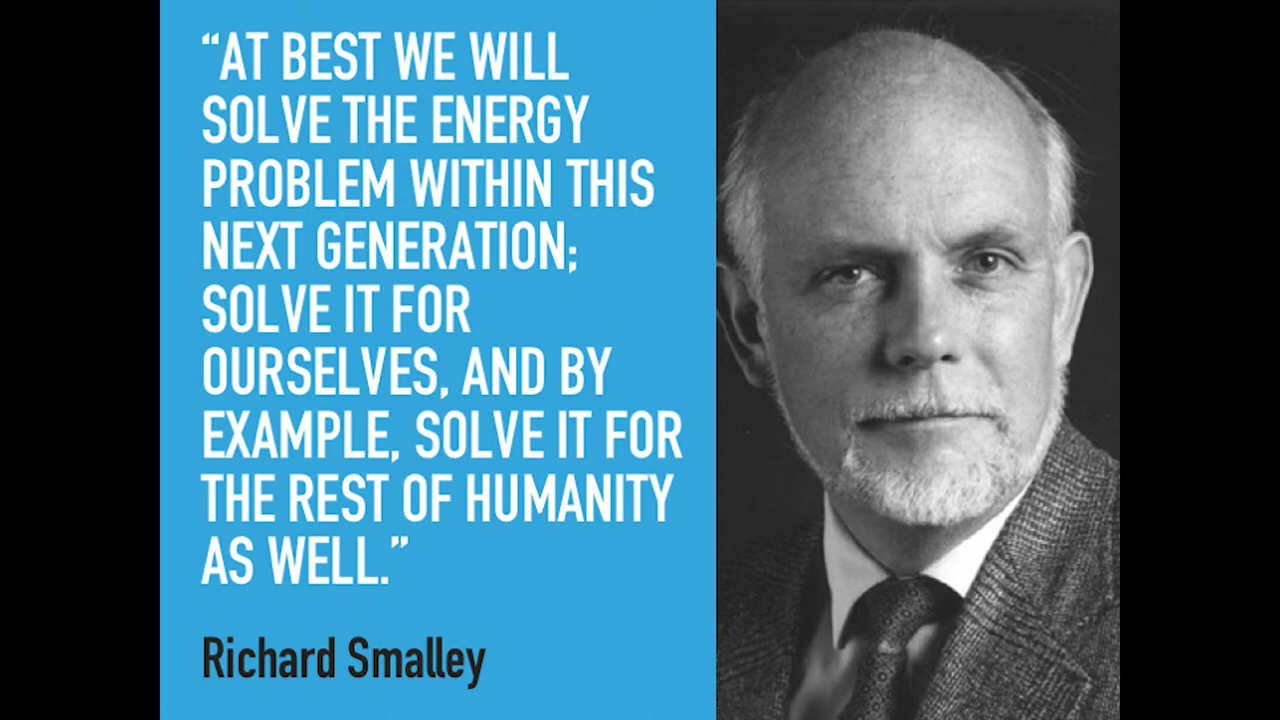 “AT BEST WE WILL
SOLVE THE ENERGY
PROBLEM WITHIN THIS
NEXT GENERATION;
SOLVE IT FOR
OURSELVES, AND BY
EXAMPLE, SOLVE IT FOR
THE REST OF HUMANITY
AS WELL.”
Richard Smalley